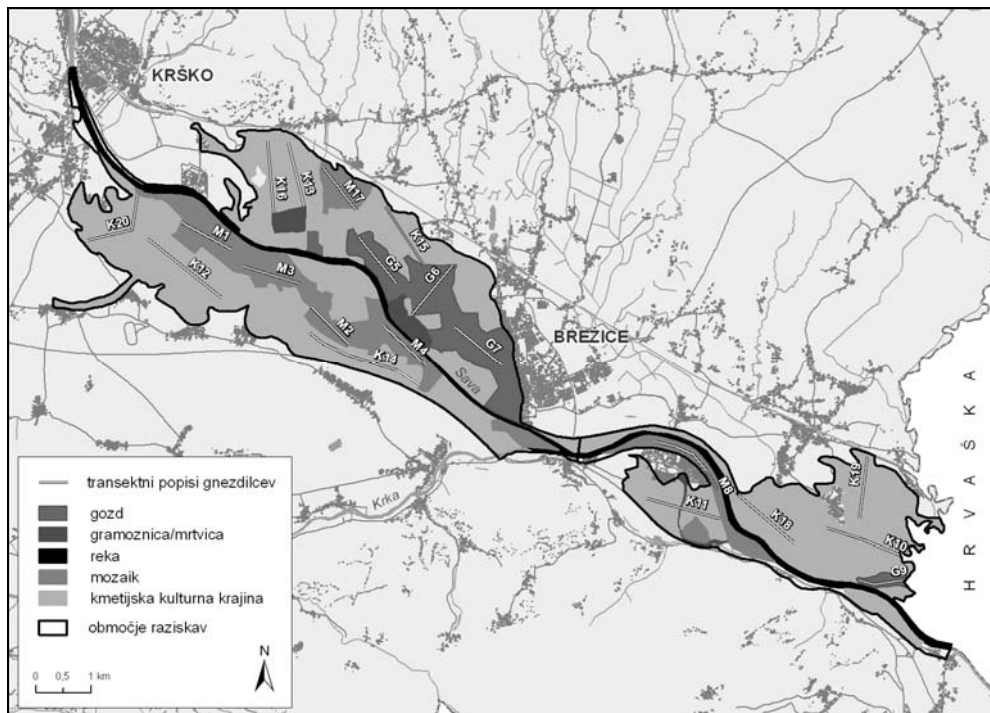 KRŠKO
K16
K13
M17
K15
K20
M1
G5
G6
K12
M3
M2
K14
M4
G7
BREŽICE
Sava
Krka
K11
M8
K18
K19
K10
G9
HRVAŠKA
transektni popisi gnezdilcev
gozd
gramoznica/mrtvica
reka
mozaik
kmetijska kulturna krajina
območje raziskav
N
0 0,5 1 km